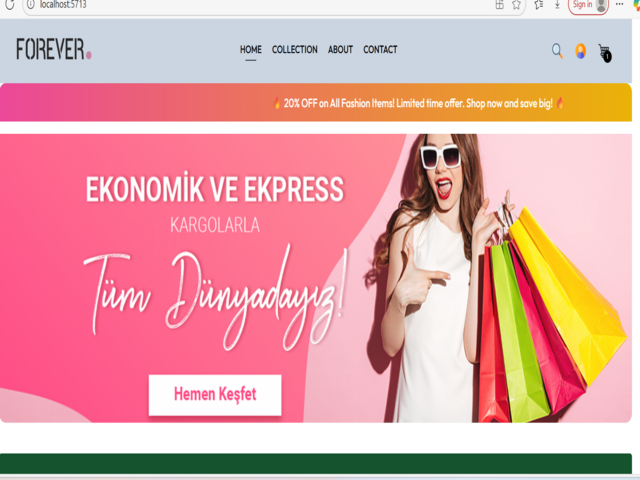 localhost:5713
Sign in
FOREVER.
HOME COLLECTION ABOUT CONTACT
1
🔥 20% OFF on All Fashion Items! Limited time offer. Shop now and save big! 🔥
EKONOMİK VE EKPRESS
KARGOLARLA
Tüm Dünyadayız!
Hemen Keşfet